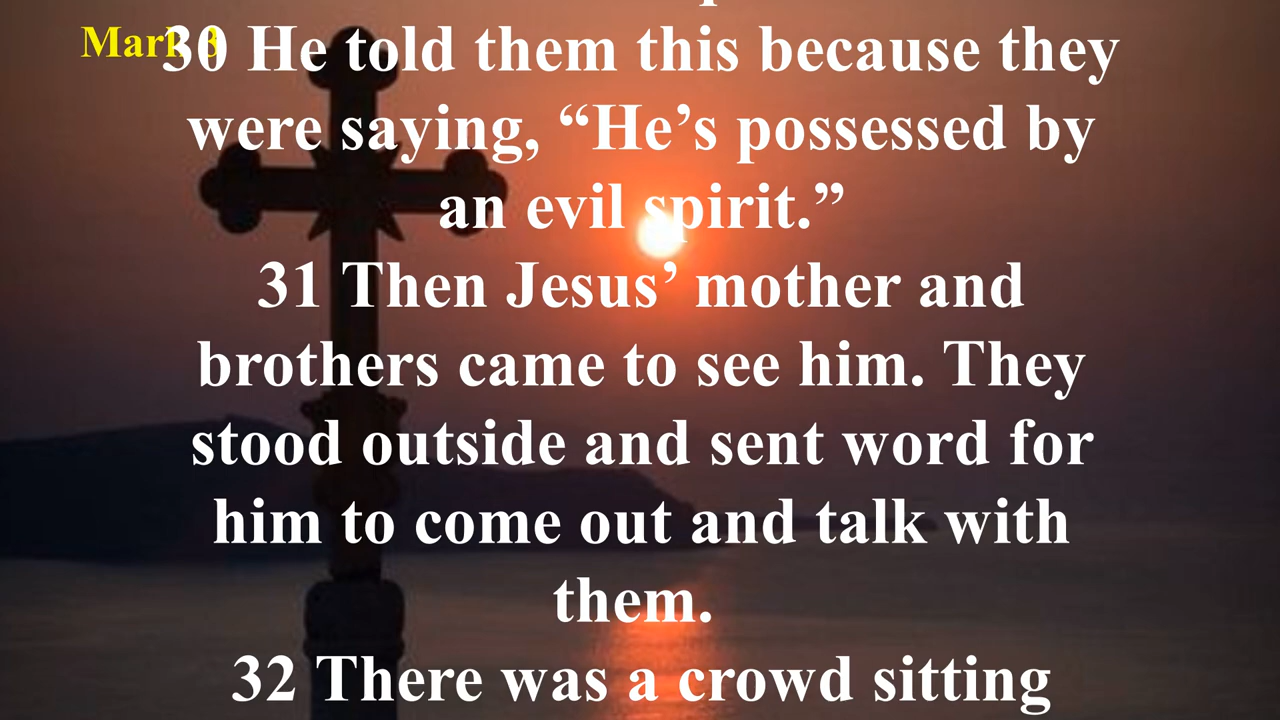 Mark 3
30 He told them this because they
were saying, “He’s possessed by
an evil spirit.”
31 Then Jesus’ mother and
brothers came to see him. They
stood outside and sent word for
him to come out and talk with
them.
32 There was a crowd sitting